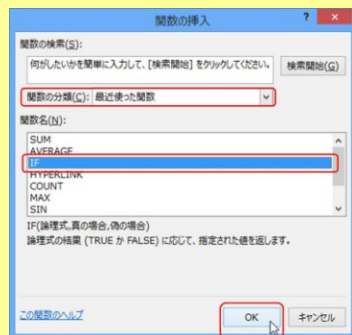 関数の挿入
? ×
関数の検索(S):
何がしたいかを簡単に入力して、[検索開始] をクリックしてください。
検索開始(G)
関数の分類(C): 最近使った関数
関数名(N):
SUM
AVERAGE
IF
HYPERLINK
COUNT
MAX
SIN
IF(論理式,真の場合,偽の場合)
論理式の結果 (TRUE か FALSE) に応じて、指定された値を返します。
この関数のヘルプ
OK
キャンセル